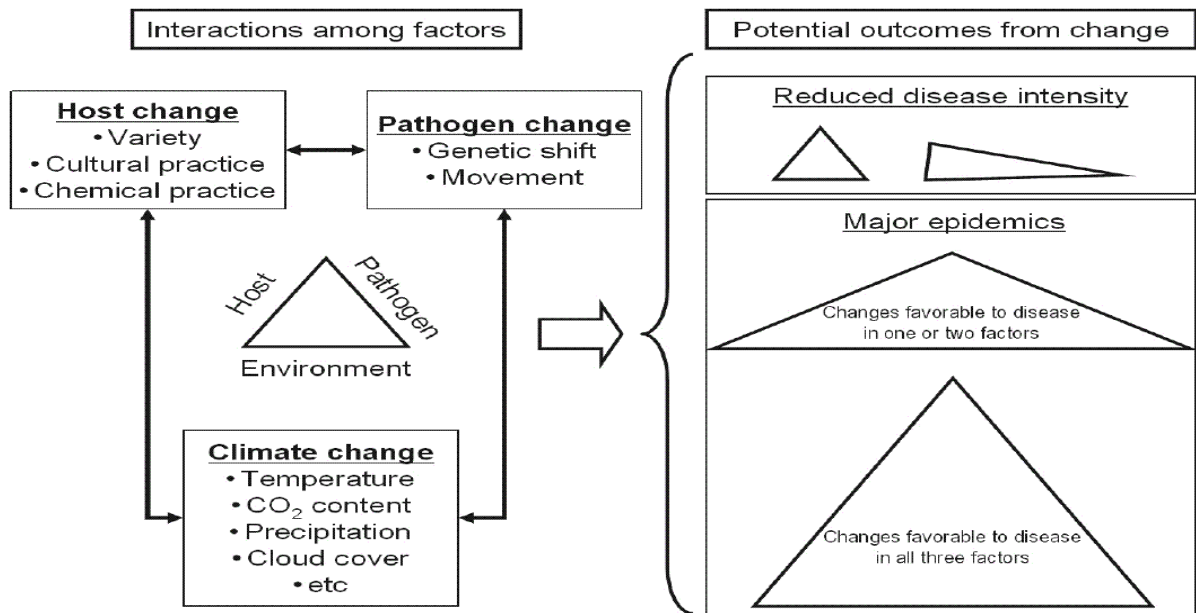 Interactions among factors
Host change
• Variety
• Cultural practice
• Chemical practice
Pathogen change
• Genetic shift
• Movement
Host
Pathogen
Environment
Climate change
• Temperature
• CO₂ content
• Precipitation
• Cloud cover
• etc
Potential outcomes from change
Reduced disease intensity
Major epidemics
Changes favorable to disease
in one or two factors
Changes favorable to disease
in all three factors